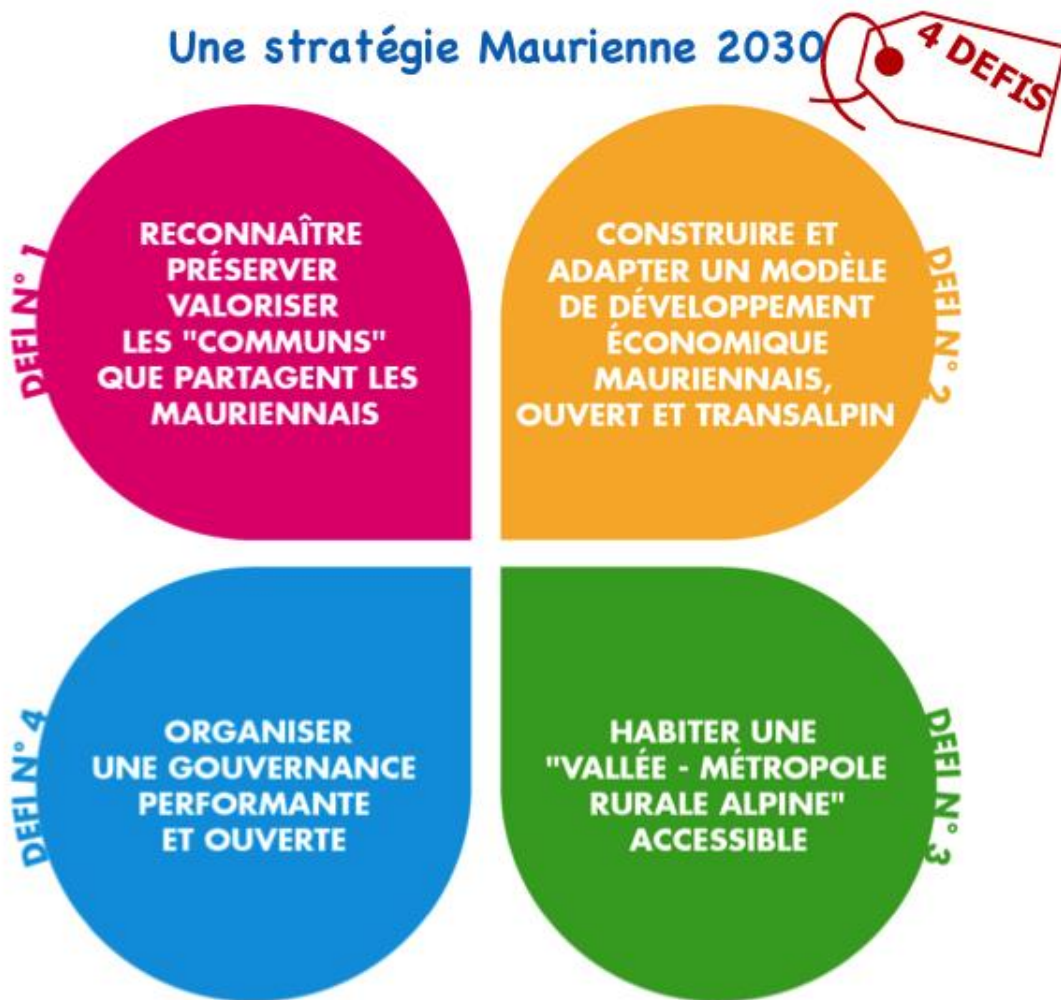 Une stratégie Maurienne 2030
4 DEFIS
DEFI N° 1
RECONNAÎTRE
PRÉSERVER
VALORISER
LES "COMMUNS"
QUE PARTAGENT LES
MAURIENNAIS
CONSTRUIRE ET
ADAPTER UN MODÈLE
DE DÉVELOPPEMENT
ÉCONOMIQUE
MAURIENNAIS,
OUVERT ET TRANSALPIN
DEFI N° 2
DEFI N° 4
ORGANISER
UNE GOUVERNANCE
PERFORMANTE
ET OUVERTE
HABITER UNE
"VALLÉE - MÉTROPOLE
RURALE ALPINE"
ACCESSIBLE
DEFI N° 3